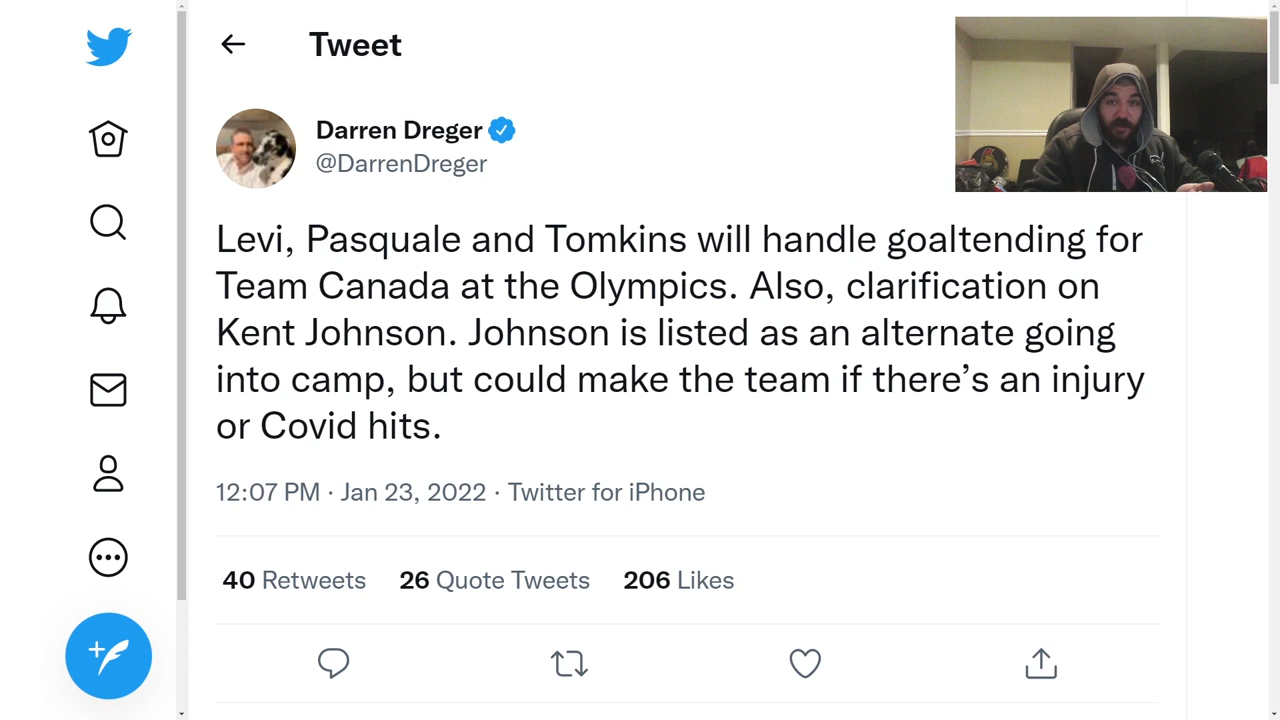 Tweet
Darren Dreger
@DarrenDreger
Levi, Pasquale and Tomkins will handle goaltending for
Team Canada at the Olympics. Also, clarification on
Kent Johnson. Johnson is listed as an alternate going
into camp, but could make the team if there’s an injury
or Covid hits.
12:07 PM · Jan 23, 2022 · Twitter for iPhone
40 Retweets 26 Quote Tweets 206 Likes